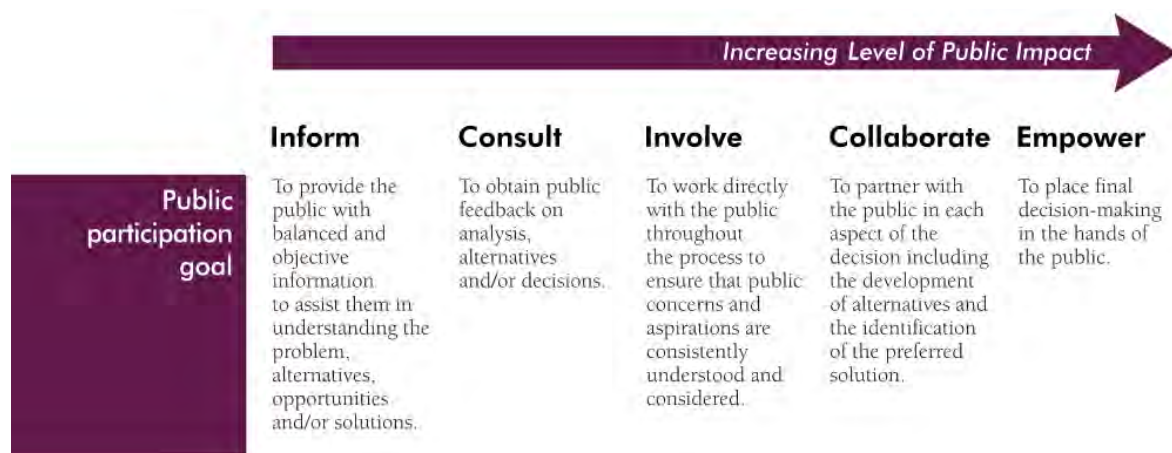 Increasing Level of Public Impact
Inform
Consult
Involve
Collaborate
Empower
Public
participation
goal
To provide the
public with
balanced and
objective
information
to assist them in
understanding the
problem,
alternatives,
opportunities
and/or solutions.
To obtain public
feedback on
analysis,
alternatives
and/or decisions.
To work directly
with the public
throughout
the process to
ensure that public
concerns and
aspirations are
consistently
understood and
considered.
To partner with
the public in each
aspect of the
decision including
the development
of alternatives and
the identification
of the preferred
solution.
To place final
decision-making
in the hands of
the public.